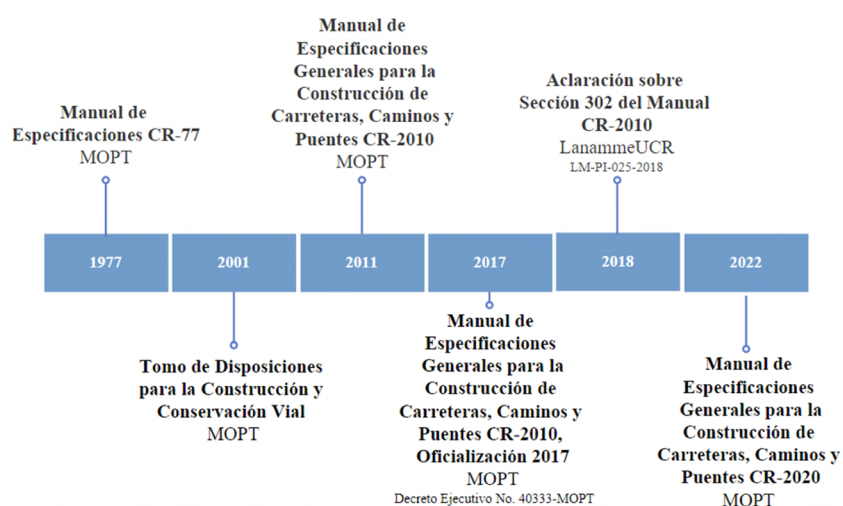 Manual de
Especificaciones CR-77
MOPT
Manual de
Especificaciones
Generales para la
Construcción de
Carreteras, Caminos y
Puentes CR-2010
MOPT
Aclaración sobre
Sección 302 del Manual
CR-2010
LanammeUCR
LM-PI-025-2018
1977
2001
2011
2017
2018
2022
Tomo de Disposiciones
para la Construcción y
Conservación Vial
MOPT
Manual de
Especificaciones
Generales para la
Construcción de
Carreteras, Caminos y
Puentes CR-2010,
Oficialización 2017
MOPT
Decreto Ejecutivo No. 40333-MOPT
Manual de
Especificaciones
Generales para la
Construcción de
Carreteras, Caminos y
Puentes CR-2020
MOPT